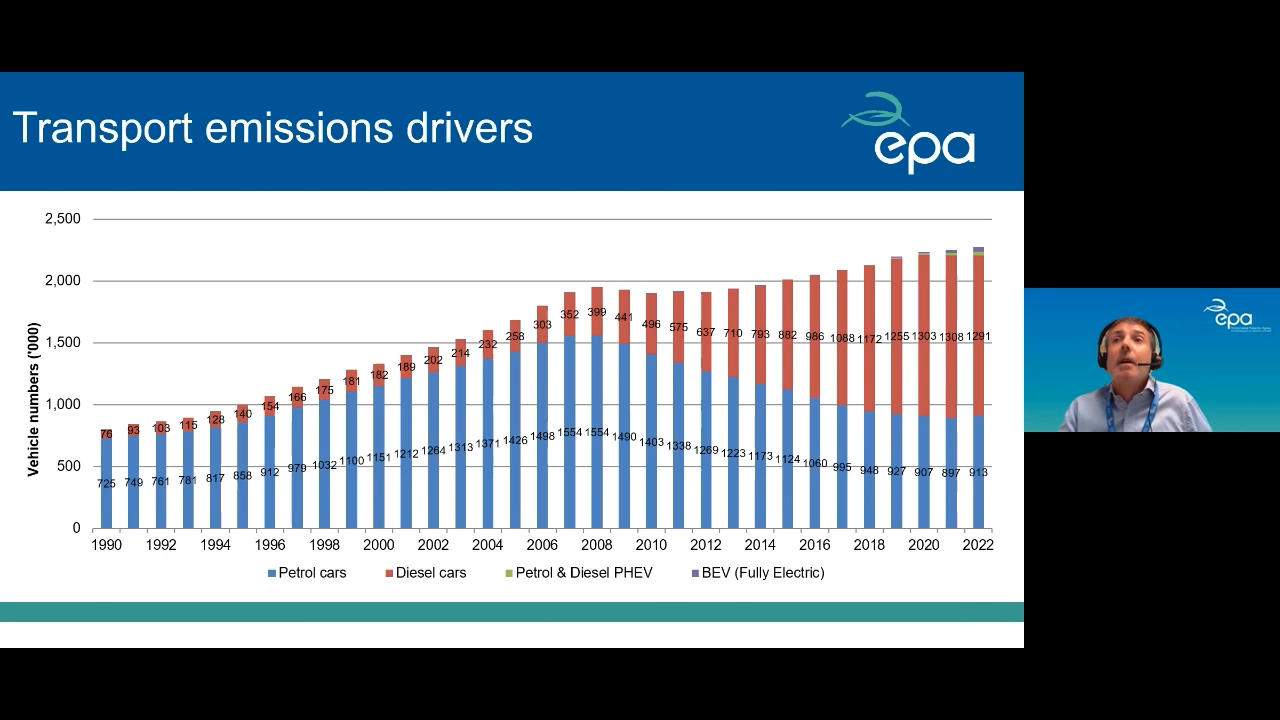 Transport emissions drivers
epa
2,500
2,000
1,500
1,000
500
0
Vehicle numbers ('000)
76 93 103 115 128 140 154 166 175 181 182 189 202 214 232 258 303 352 399 441 496 575 637 710 793 882 986 1088 1172 1255 1303 1308 1291
725 749 761 781 817 858 912 979 1032 1100 1151 1212 1264 1313 1371 1426 1498 1554 1554 1490 1403 1338 1269 1223 1173 1124 1060 995 948 927 907 897 913
1990 1992 1994 1996 1998 2000 2002 2004 2006 2008 2010 2012 2014 2016 2018 2020 2022
Petrol cars Diesel cars Petrol & Diesel PHEV BEV (Fully Electric)
epa